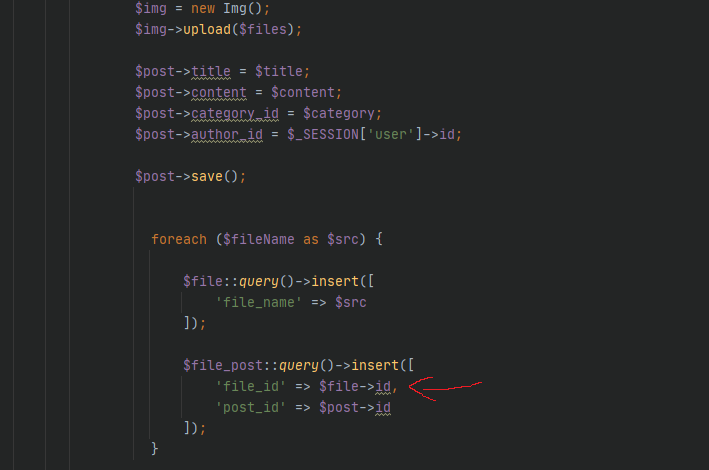 $img = new Img();
$img->upload($files);
$post->title = $title;
$post->content = $content;
$post->category_id = $category;
$post->author_id = $_SESSION['user']->id;
$post->save();
foreach ($fileName as $src) {
$file::query()->insert([
'file_name' => $src
]);
$file_post::query()->insert([
'file_id' => $file->id,
'post_id' => $post->id
]);
}